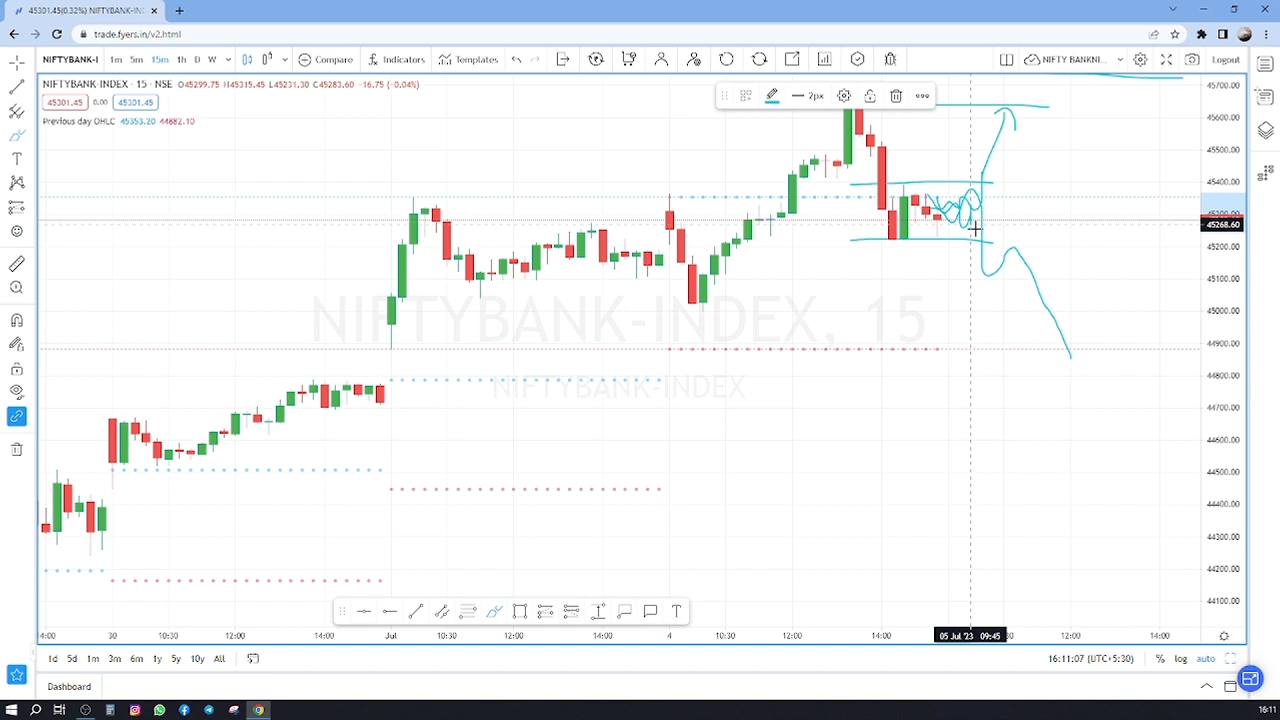 45301.45(0.32%) NIFTYBANK-INDEX
trade.fyers.in/v2.html
NIFTYBANK-I 1m 5m 15m 1h D W Compare Indicators Templates NIFTY BANKNI... Logout
NIFTYBANK-INDEX · 15 · NSE O45299.75 H45315.45 L45231.30 C45283.60 -16.75 (-0.04%)
45301.45 0.00 45301.45
Previous day OHLC 45353.20 44882.10
2px
45700.00
45600.00
45500.00
45400.00
45268.60
45200.00
45100.00
45000.00
44900.00
44800.00
44700.00
44600.00
44500.00
44400.00
44300.00
44200.00
44100.00
NIFTYBANK-INDEX, 15
NIFTYBANK-INDEX
4:00 30 10:30 12:00 14:00 Jul 10:30 12:00 14:00 4 10:30 12:00 14:00 05 Jul '23 09:45 12:00 14:00
1d 5d 1m 3m 6m 1y 5y 10y All 16:11:07 (UTC+5:30) % log auto
Dashboard
16:11